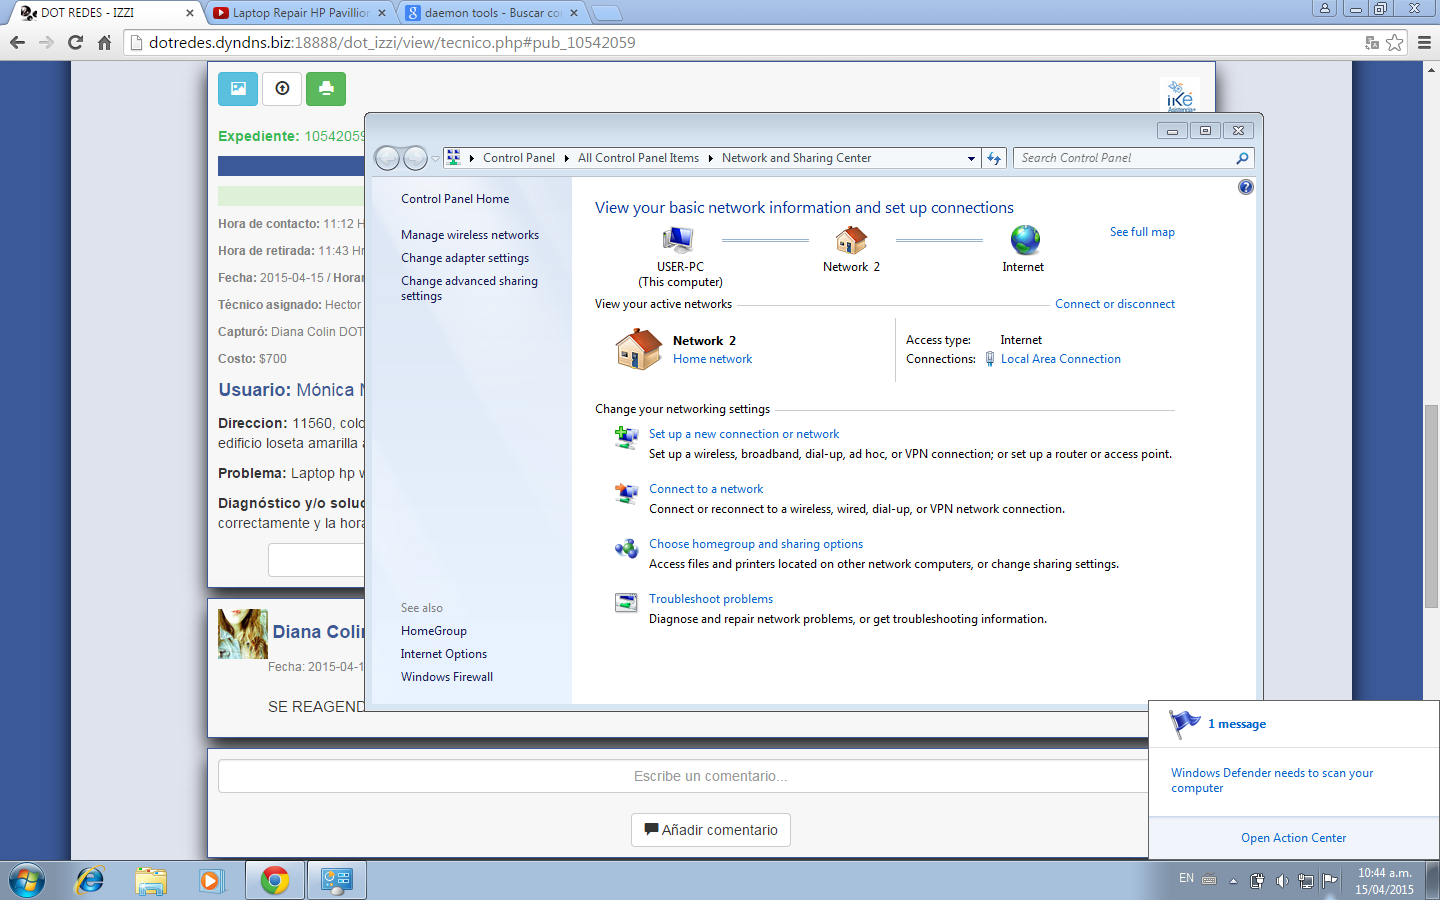 DOT REDES - IZZI
Laptop Repair HP Pavillion
daemon tools - Buscar co
dotredes.dyndns.biz:18888/dot_izzi/view/tecnico.php#pub_10542059
iKé
Asistencia
Expediente: 10542059
Hora de contacto: 11:12 H
Hora de retirada: 11:43 Hr
Fecha: 2015-04-15 / Horar
Técnico asignado: Hector
Capturó: Diana Colin DOT
Costo: $700
Usuario: Mónica M
Direccion: 11560, colo
edificio loseta amarilla a
Problema: Laptop hp w
Diagnóstico y/o soluc
correctamente y la hora
Diana Colin
Fecha: 2015-04-1
SE REAGEND
Escribe un comentario...
Añadir comentario
Control Panel
All Control Panel Items
Network and Sharing Center
Search Control Panel
Control Panel Home
Manage wireless networks
Change adapter settings
Change advanced sharing
settings
See also
HomeGroup
Internet Options
Windows Firewall
View your basic network information and set up connections
See full map
USER-PC
(This computer)
Network 2
Internet
View your active networks
Connect or disconnect
Network 2
Home network
Access type: Internet
Connections: Local Area Connection
Change your networking settings
Set up a new connection or network
Set up a wireless, broadband, dial-up, ad hoc, or VPN connection; or set up a router or access point.
Connect to a network
Connect or reconnect to a wireless, wired, dial-up, or VPN network connection.
Choose homegroup and sharing options
Access files and printers located on other network computers, or change sharing settings.
Troubleshoot problems
Diagnose and repair network problems, or get troubleshooting information.
1 message
Windows Defender needs to scan your
computer
Open Action Center
EN
10:44 a.m.
15/04/2015